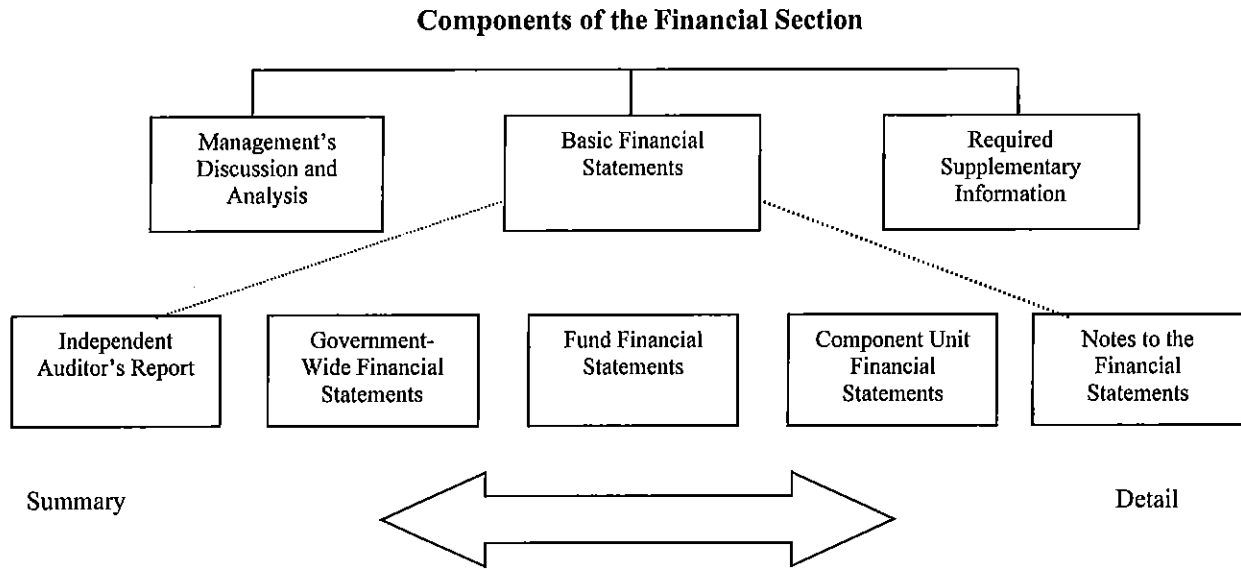 Components of the Financial Section
Management's
Discussion and
Analysis
Basic Financial
Statements
Required
Supplementary
Information
Independent
Auditor's Report
Government-
Wide Financial
Statements
Fund Financial
Statements
Component Unit
Financial
Statements
Notes to the
Financial
Statements
Summary
Detail